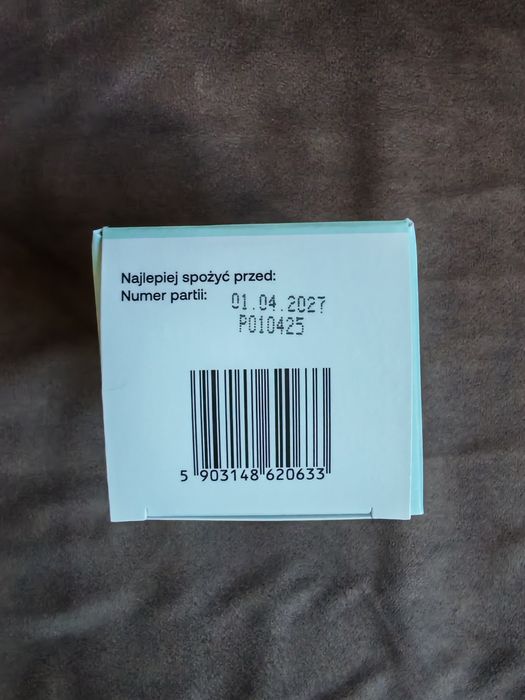 Najlepiej spożyć przed:
Numer partii:
01.04.2027
P010425
5 903148 620633